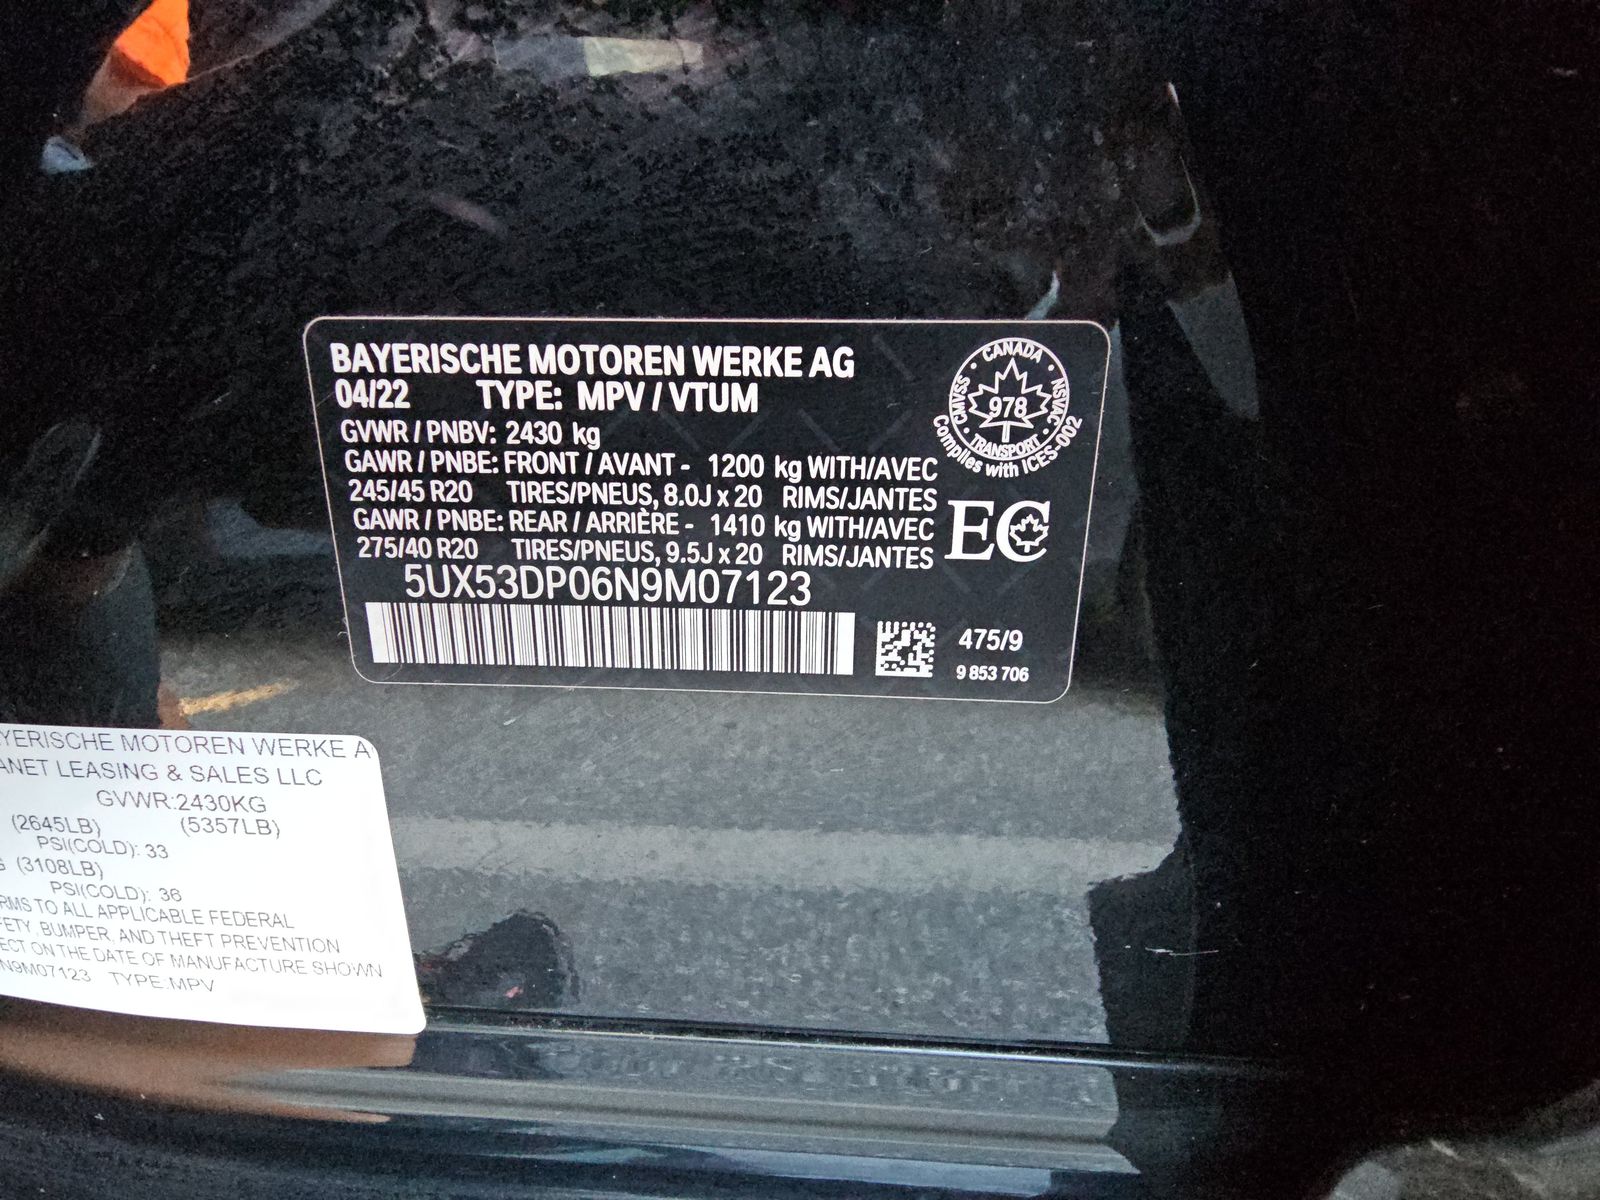 BAYERISCHE MOTOREN WERKE AG
04/22 TYPE: MPV / VTUM
GVWR / PNBV: 2430 kg
GAWR / PNBE: FRONT / AVANT - 1200 kg WITH/AVEC
245/45 R20 TIRES/PNEUS, 8.0J x 20 RIMS/JANTES
GAWR / PNBE: REAR / ARRIÈRE - 1410 kg WITH/AVEC
275/40 R20 TIRES/PNEUS, 9.5J x 20 RIMS/JANTES
5UX53DP06N9M07123
CANADA
CMVSS
NSVAC
978
TRANSPORT
Complies with ICES-002
EC
475/9
9 853 706
YERISCHE MOTOREN WERKE A
ANET LEASING & SALES LLC
GVWR:2430KG
(2645LB) (5357LB)
PSI(COLD): 33
G (3108LB)
PSI(COLD): 36
RMS TO ALL APPLICABLE FEDERAL
FETY, BUMPER, AND THEFT PREVENTION
ECT ON THE DATE OF MANUFACTURE SHOWN
N9M07123 TYPE:MPV